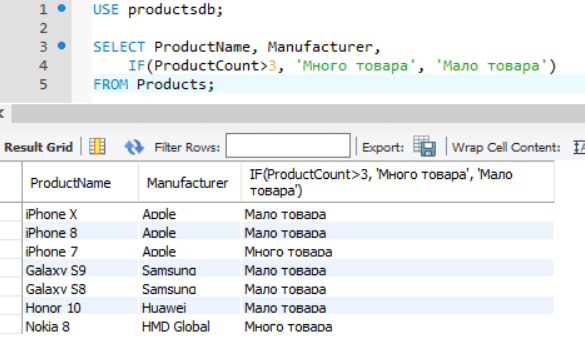 1 USE productsdb;
2
3 SELECT ProductName, Manufacturer,
4 IF(ProductCount>3, 'Много товара', 'Мало товара')
5 FROM Products;
Result Grid Filter Rows: Export: Wrap Cell Content:
ProductName Manufacturer IF(ProductCount>3, 'Много товара', 'Мало
товара')
iPhone X Apple Мало товара
iPhone 8 Apple Мало товара
iPhone 7 Apple Много товара
Galaxy S9 Samsung Мало товара
Galaxy S8 Samsung Мало товара
Honor 10 Huawei Мало товара
Nokia 8 HMD Global Много товара